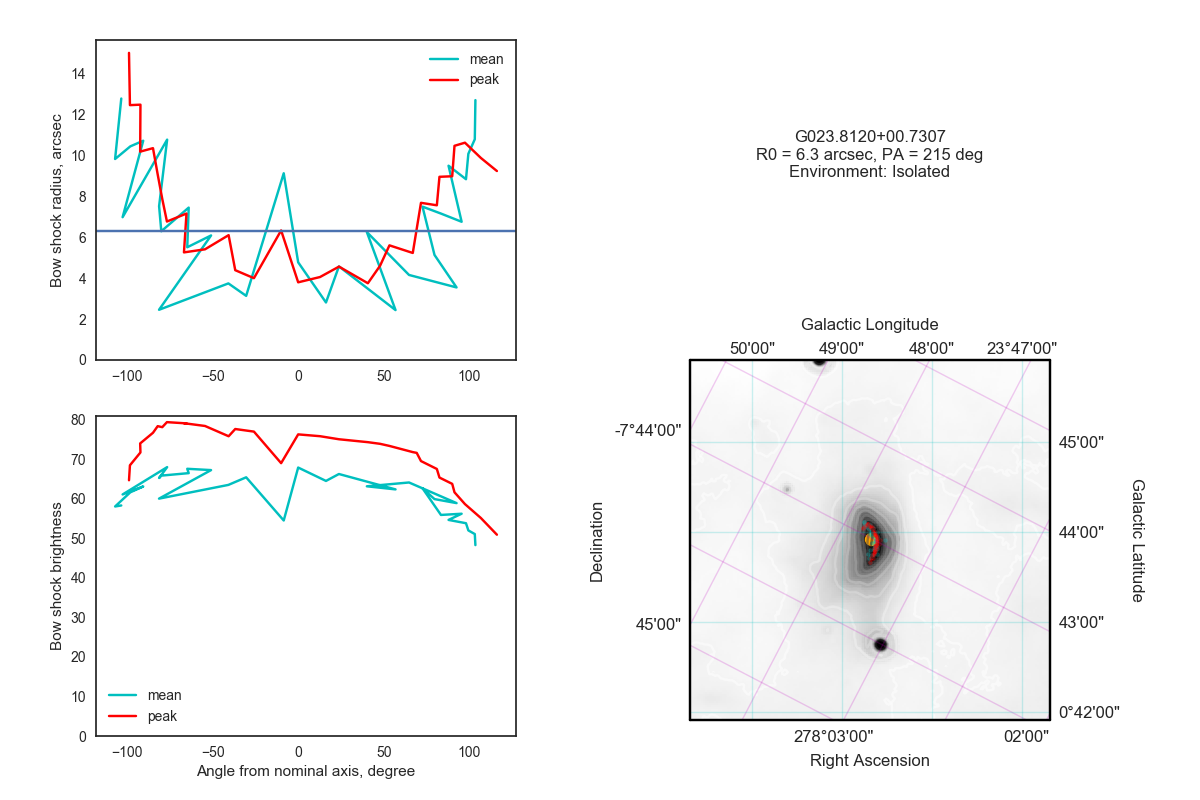 mean
peak
14
12
10
8
6
4
2
0
Bow shock radius, arcsec
−100
−50
0
50
100
80
70
60
50
40
30
20
10
0
Bow shock brightness
mean
peak
−100
−50
0
50
100
Angle from nominal axis, degree
G023.8120+00.7307
R0 = 6.3 arcsec, PA = 215 deg
Environment: Isolated
Galactic Longitude
50'00" 49'00" 48'00" 23°47'00"
-7°44'00"
45'00"
Declination
45'00"
44'00"
43'00"
0°42'00"
Galactic Latitude
278°03'00" 02'00"
Right Ascension